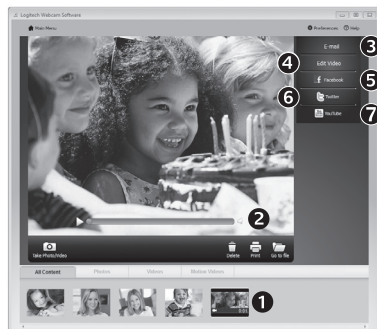 Logitech Webcam Software
Main Menu
Preferences
Help
E-mail
3
4
Edit Video
Facebook
5
6
Twitter
YouTube
7
2
Take Photo/Video
Delete
Print
Go to file
All Content
Photos
Videos
Motion Videos
1